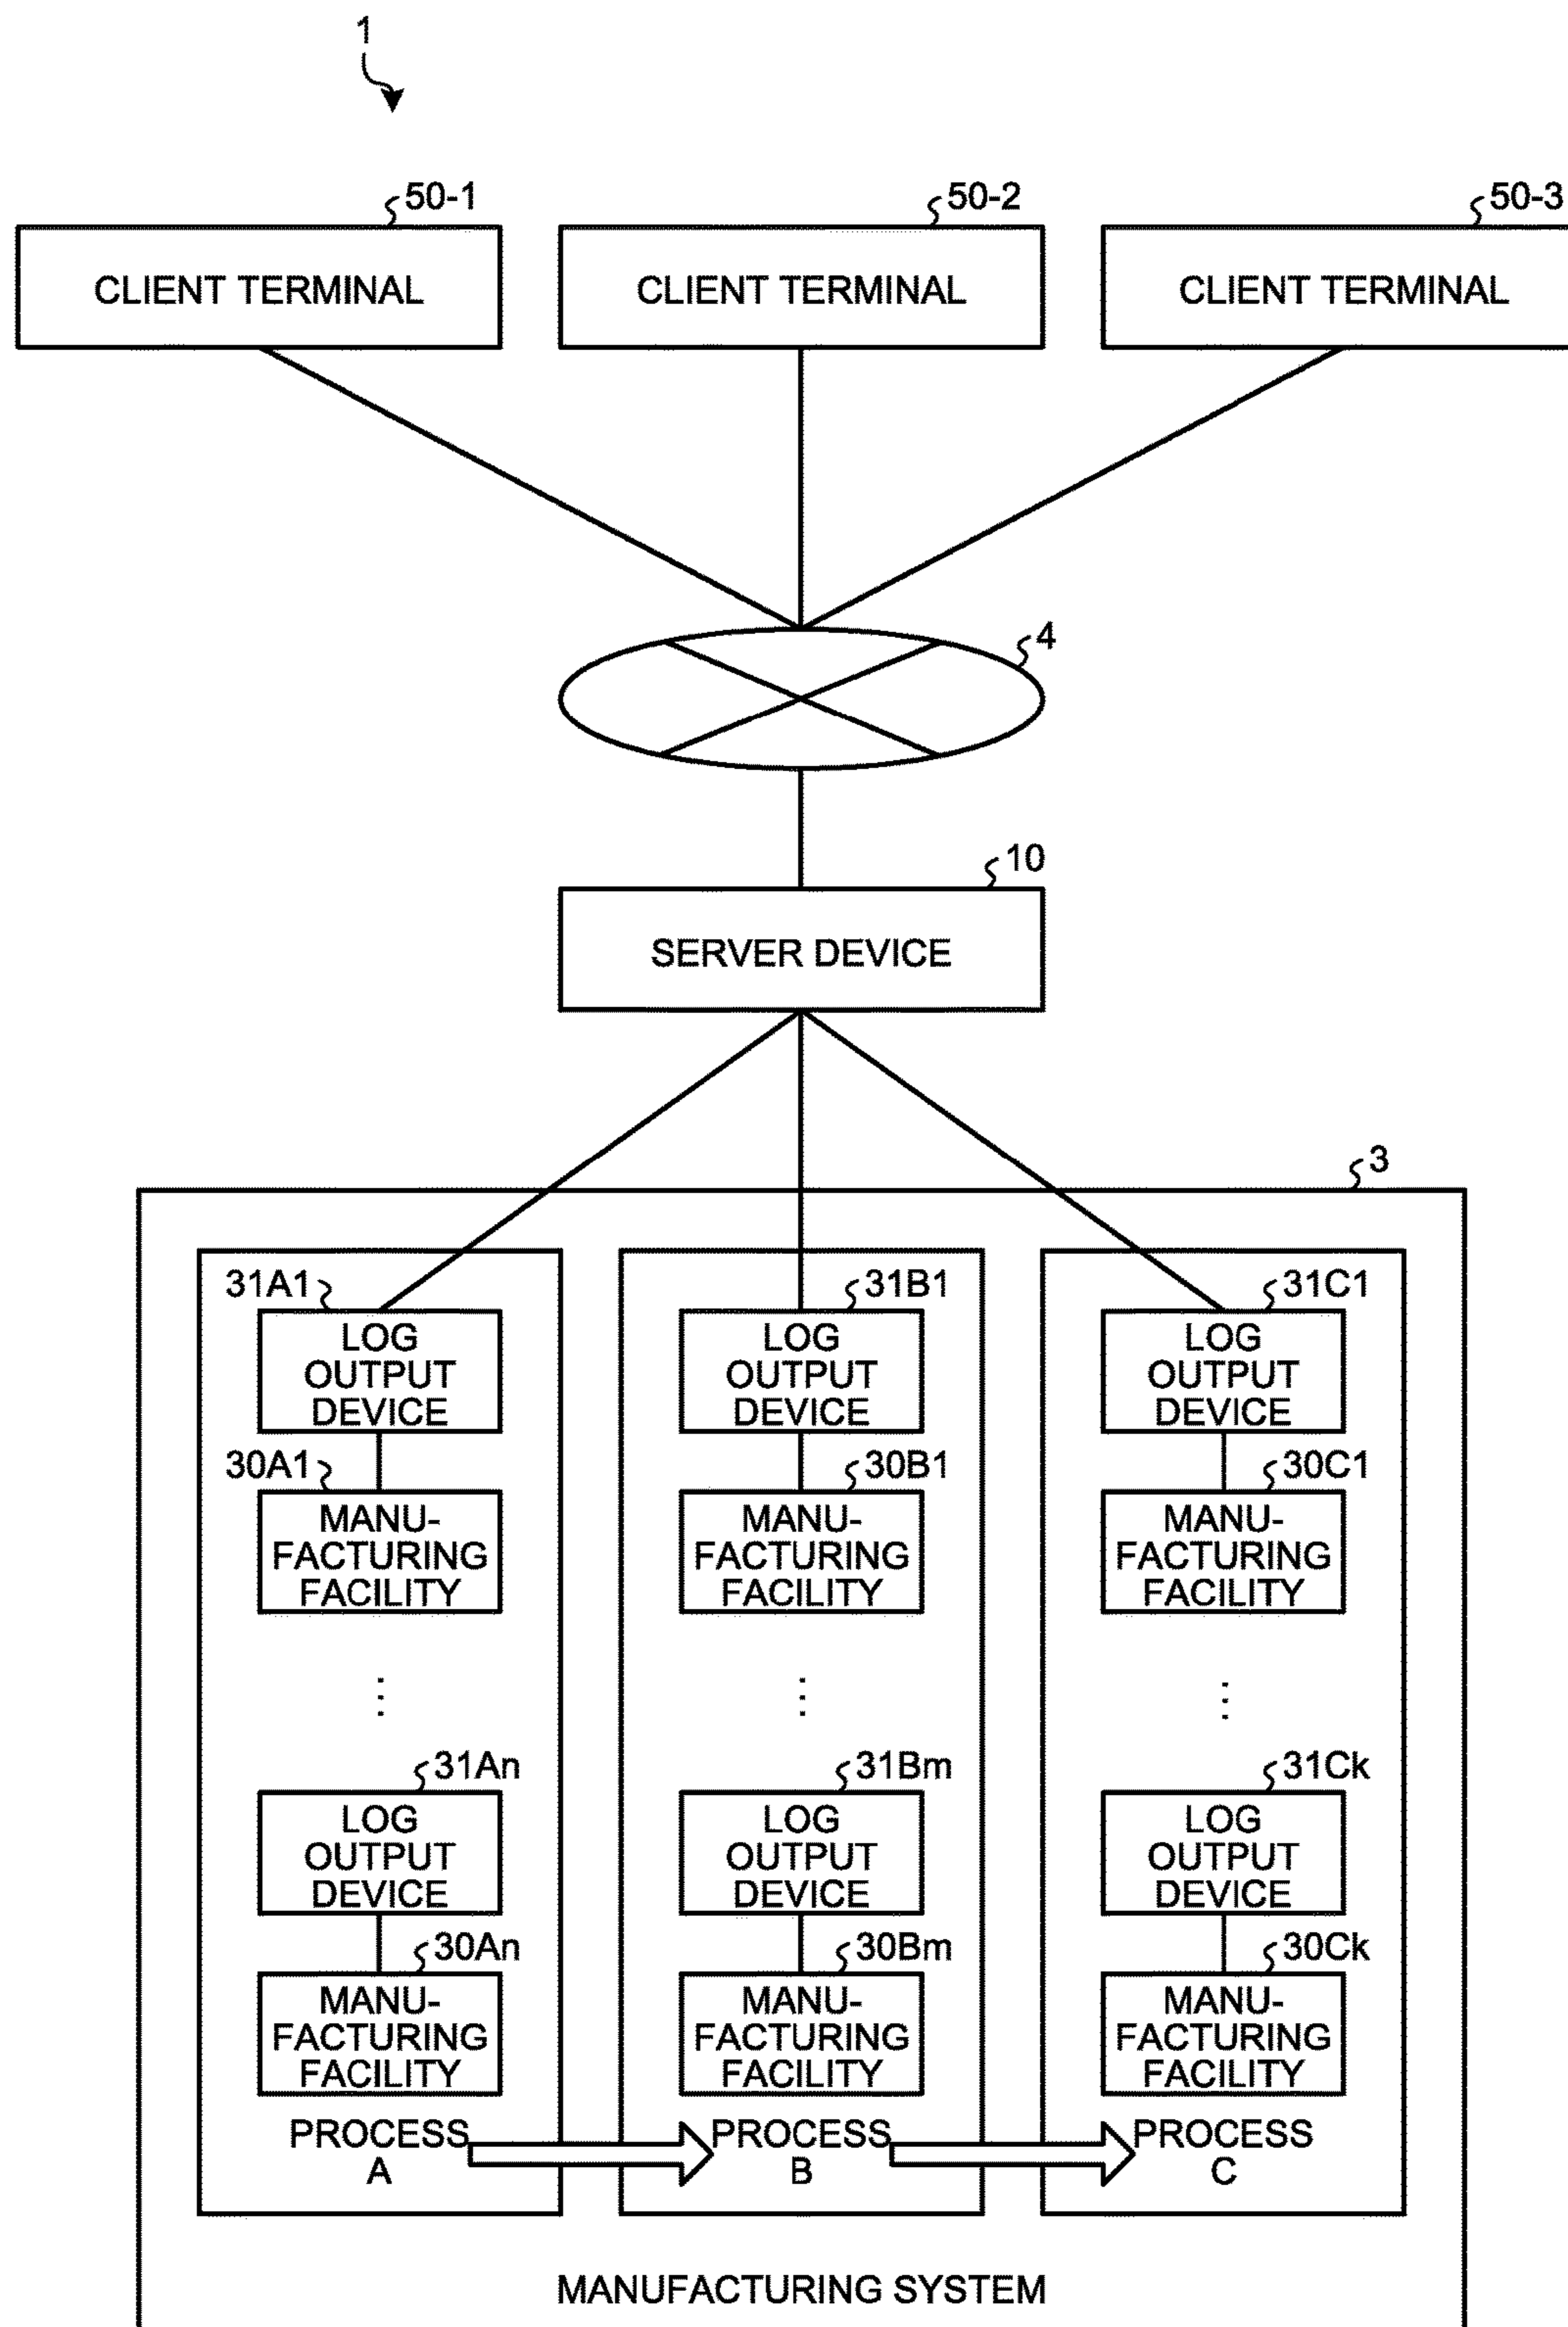 1
50-1
50-2
50-3
CLIENT TERMINAL
CLIENT TERMINAL
CLIENT TERMINAL
4
10
SERVER DEVICE
3
31A1
LOG
OUTPUT
DEVICE
30A1
MANU-
FACTURING
FACILITY
⋮
31An
LOG
OUTPUT
DEVICE
30An
MANU-
FACTURING
FACILITY
PROCESS
A
31B1
LOG
OUTPUT
DEVICE
30B1
MANU-
FACTURING
FACILITY
⋮
31Bm
LOG
OUTPUT
DEVICE
30Bm
MANU-
FACTURING
FACILITY
PROCESS
B
31C1
LOG
OUTPUT
DEVICE
30C1
MANU-
FACTURING
FACILITY
⋮
31Ck
LOG
OUTPUT
DEVICE
30Ck
MANU-
FACTURING
FACILITY
PROCESS
C
MANUFACTURING SYSTEM